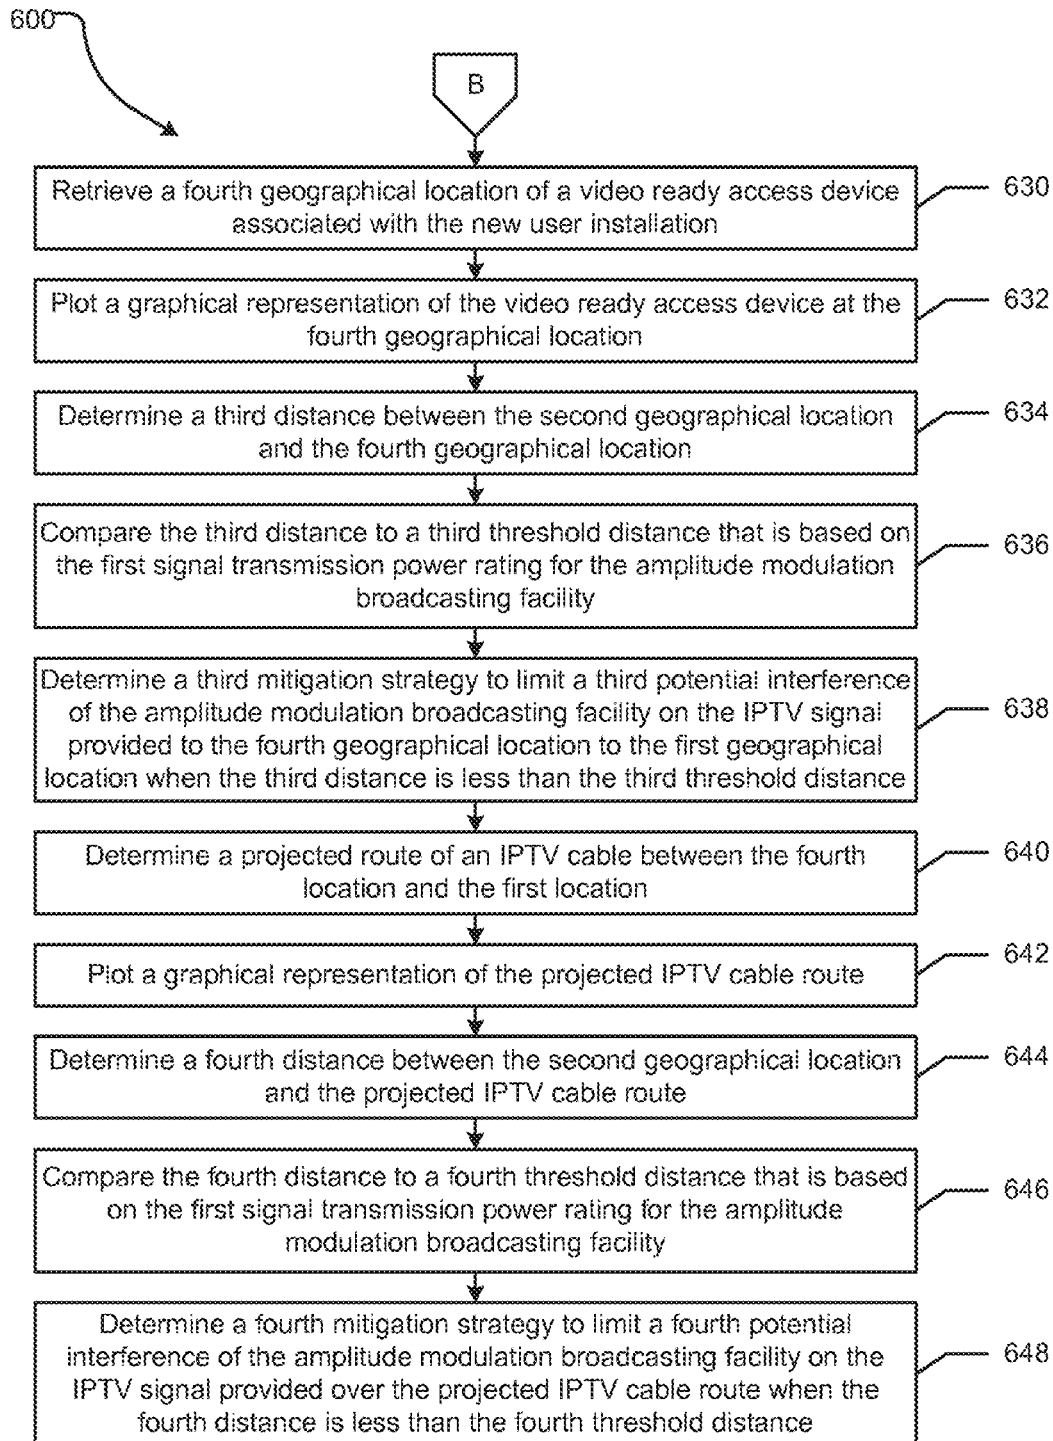 600
B
Retrieve a fourth geographical location of a video ready access device
associated with the new user installation
630
Plot a graphical representation of the video ready access device at the
fourth geographical location
632
Determine a third distance between the second geographical location
and the fourth geographical location
634
Compare the third distance to a third threshold distance that is based on
the first signal transmission power rating for the amplitude modulation
broadcasting facility
636
Determine a third mitigation strategy to limit a third potential interference
of the amplitude modulation broadcasting facility on the IPTV signal
provided to the fourth geographical location to the first geographical
location when the third distance is less than the third threshold distance
638
Determine a projected route of an IPTV cable between the fourth
location and the first location
640
Plot a graphical representation of the projected IPTV cable route
642
Determine a fourth distance between the second geographical location
and the projected IPTV cable route
644
Compare the fourth distance to a fourth threshold distance that is based
on the first signal transmission power rating for the amplitude
modulation broadcasting facility
646
Determine a fourth mitigation strategy to limit a fourth potential
interference of the amplitude modulation broadcasting facility on the
IPTV signal provided over the projected IPTV cable route when the
fourth distance is less than the fourth threshold distance
648